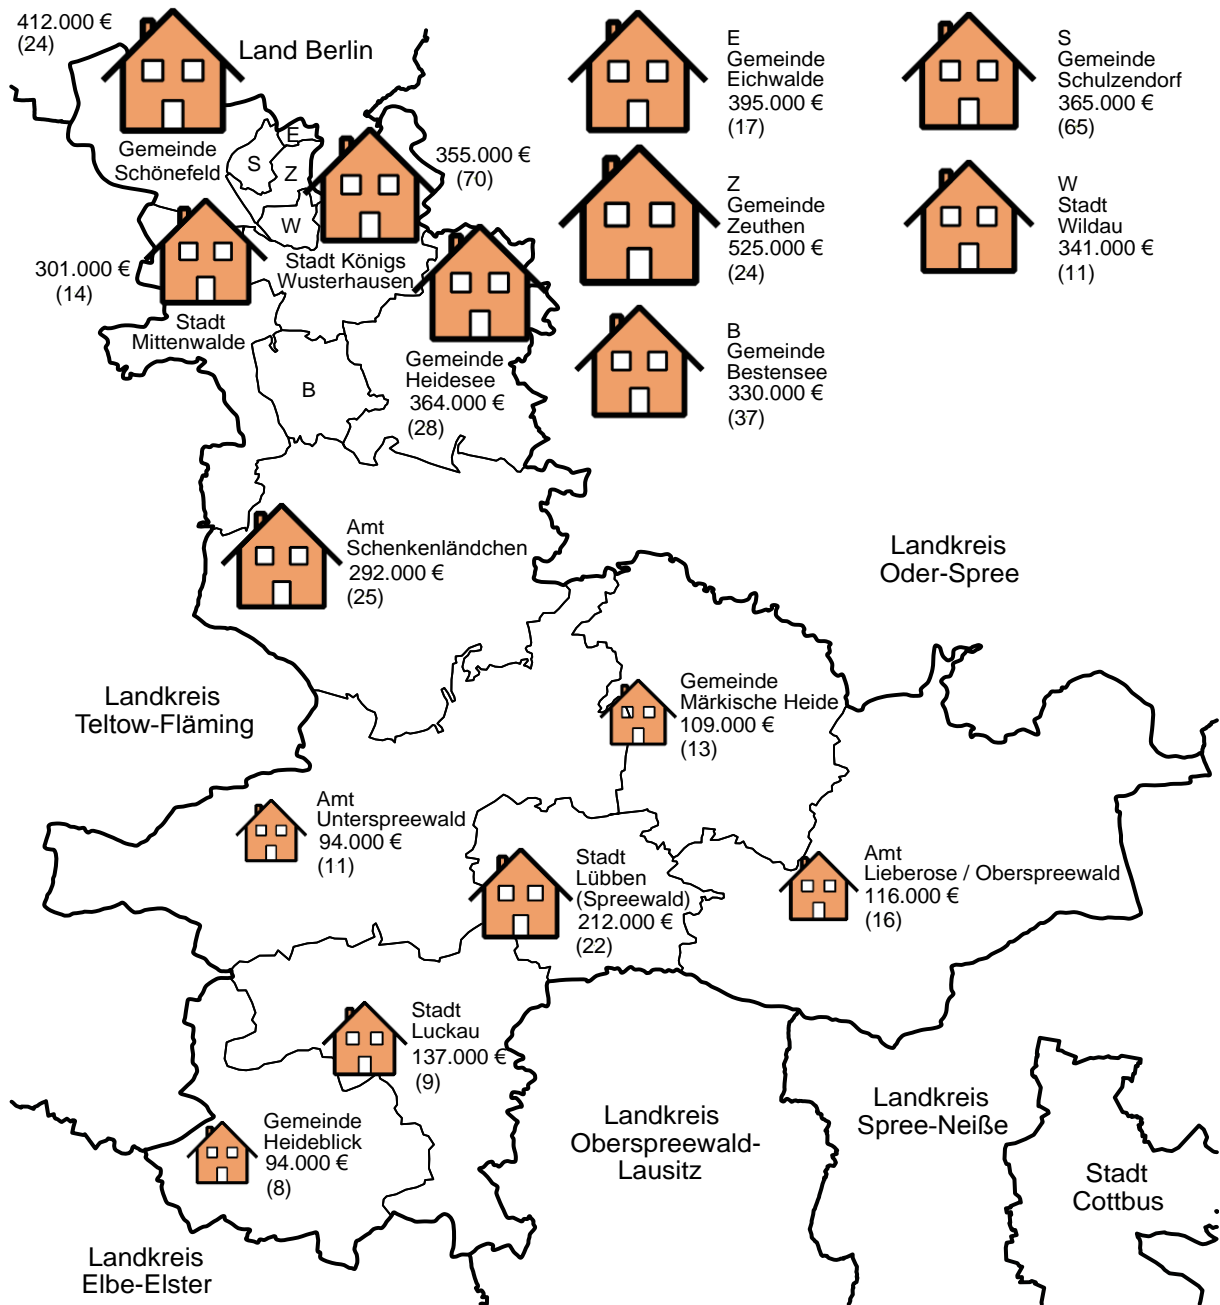 412.000 €
(24)
Land Berlin
Gemeinde
Schönefeld
E
S
Z
W
355.000 €
(70)
Stadt Königs
Wusterhausen
301.000 €
(14)
Stadt
Mittenwalde
Gemeinde
Heidesee
364.000 €
(28)
B
E
Gemeinde
Eichwalde
395.000 €
(17)
S
Gemeinde
Schulzendorf
365.000 €
(65)
Z
Gemeinde
Zeuthen
525.000 €
(24)
W
Stadt
Wildau
341.000 €
(11)
B
Gemeinde
Bestensee
330.000 €
(37)
Amt
Schenkenländchen
292.000 €
(25)
Landkreis
Oder-Spree
Landkreis
Teltow-Fläming
Gemeinde
Märkische Heide
109.000 €
(13)
Amt
Unterspreewald
94.000 €
(11)
Stadt
Lübben
(Spreewald)
212.000 €
(22)
Amt
Lieberose / Oberspreewald
116.000 €
(16)
Stadt
Luckau
137.000 €
(9)
Gemeinde
Heideblick
94.000 €
(8)
Landkreis
Oberspreewald-
Lausitz
Landkreis
Spree-Neiße
Stadt
Cottbus
Landkreis
Elbe-Elster